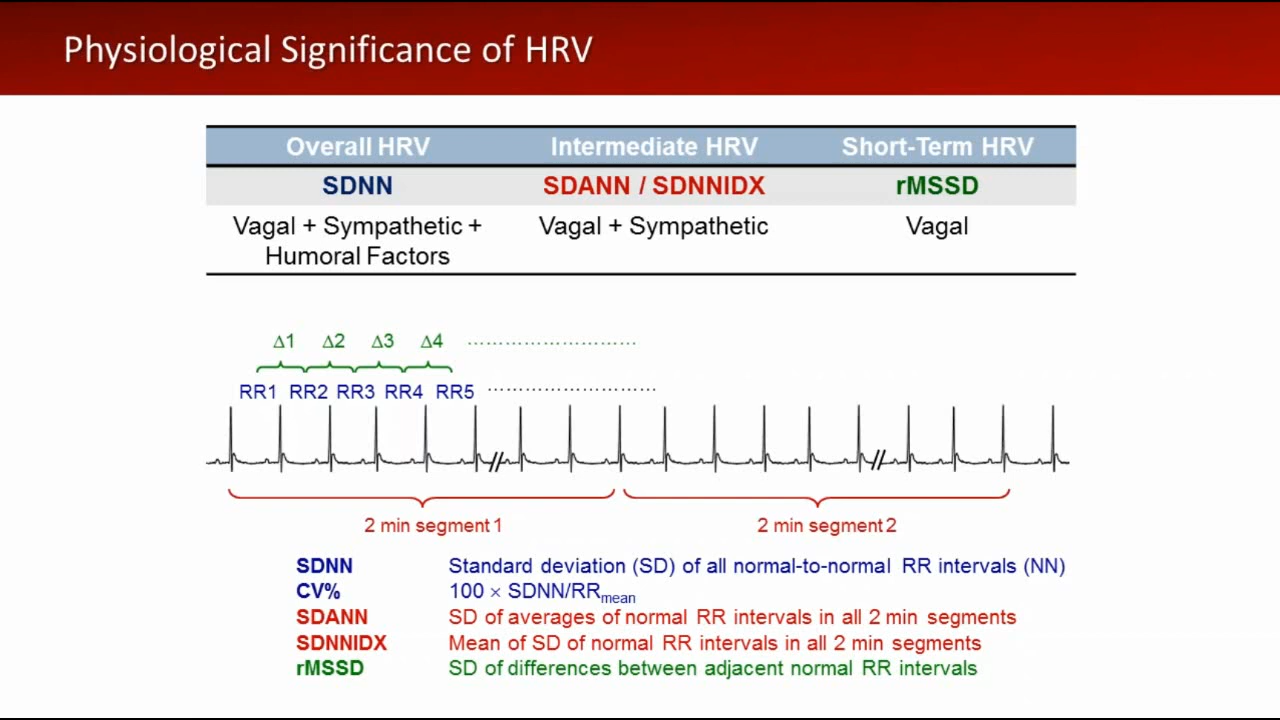 Physiological Significance of HRV
Overall HRV Intermediate HRV Short-Term HRV
SDNN SDANN / SDNNIDX rMSSD
Vagal + Sympathetic + Vagal + Sympathetic Vagal
Humoral Factors
Δ1 Δ2 Δ3 Δ4 ............................
RR1 RR2 RR3 RR4 RR5 ............................
// //
2 min segment 1 2 min segment 2
SDNN Standard deviation (SD) of all normal-to-normal RR intervals (NN)
CV% 100 × SDNN/RRmean
SDANN SD of averages of normal RR intervals in all 2 min segments
SDNNIDX Mean of SD of normal RR intervals in all 2 min segments
rMSSD SD of differences between adjacent normal RR intervals